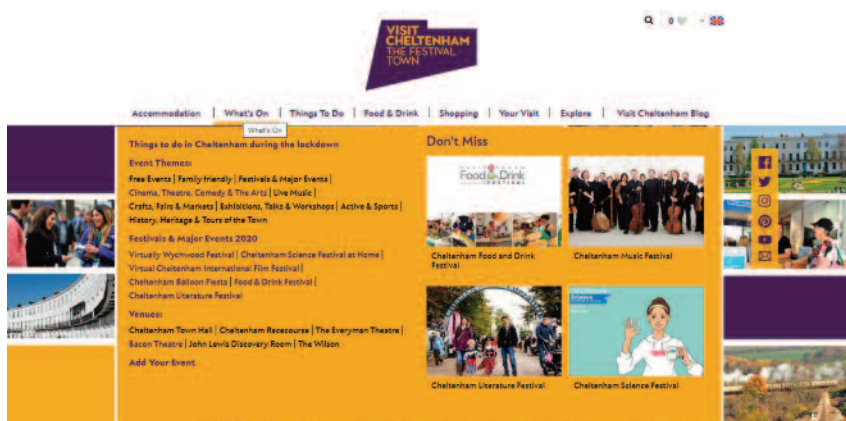 VISIT
CHELTENHAM
THE FESTIVAL
TOWN
0
Accommodation | What's On | Things To Do | Food & Drink | Shopping | Your Visit | Explore | Visit Cheltenham Blog
What's On
Things to do in Cheltenham during the lockdown
Event Themes:
Free Events | Family friendly | Festivals & Major Events |
Cinema, Theatre, Comedy & The Arts | Live Music |
Crafts, Fairs & Markets | Exhibitions, Talks & Workshops | Active & Sports |
History, Heritage & Tours of the Town
Festivals & Major Events 2020
Virtually Wychwood Festival | Cheltenham Science Festival at Home |
Virtual Cheltenham International Film Festival |
Cheltenham Balloon Fiesta | Food & Drink Festival |
Cheltenham Literature Festival
Venues:
Cheltenham Town Hall | Cheltenham Racecourse | The Everyman Theatre |
Bacon Theatre | John Lewis Discovery Room | The Wilson
Add Your Event
Don't Miss
Food & Drink
FESTIVAL
Cheltenham Food and Drink
Festival
Cheltenham Music Festival
Cheltenham Literature Festival
Science
Cheltenham Science Festival